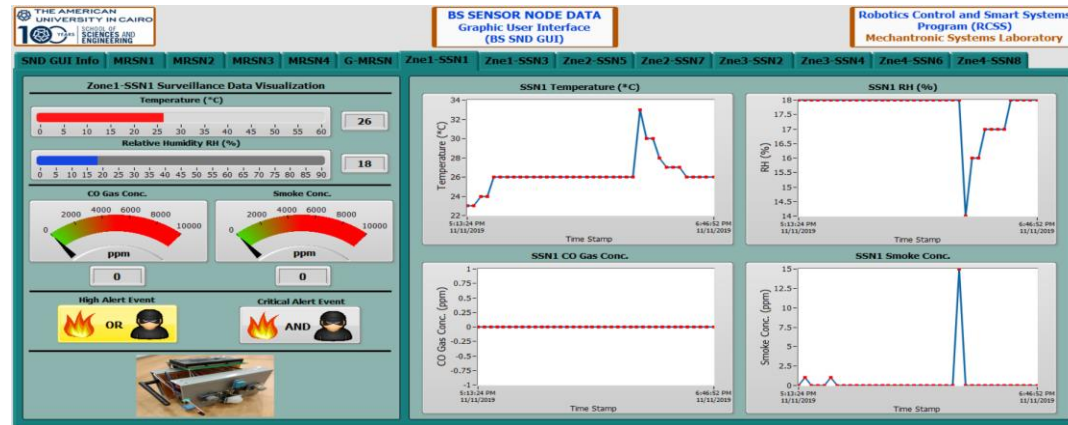 THE AMERICAN
UNIVERSITY IN CAIRO
100 YEARS
SCHOOL OF
SCIENCES AND
ENGINEERING
BS SENSOR NODE DATA
Graphic User Interface
(BS SND GUI)
Robotics Control and Smart Systems
Program (RCSS)
Mechantronic Systems Laboratory
SND GUI Info MRSN1 MRSN2 MRSN3 MRSN4 G-MRSN Zne1-SSN1 Zne1-SSN3 Zne2-SSN5 Zne2-SSN7 Zne3-SSN2 Zne3-SSN4 Zne4-SSN6 Zne4-SSN8
Zone1-SSN1 Surveillance Data Visualization
Temperature (°C)
0 5 10 15 20 25 30 35 40 45 50 55 60
26
Relative Humidity RH (%)
0 5 10 15 20 25 30 35 40 45 50 55 60 65 70 75 80 85 90
18
CO Gas Conc.
0 2000 4000 6000 8000 10000
ppm
0
Smoke Conc.
0 2000 4000 6000 8000 10000
ppm
0
High Alert Event
OR
Critical Alert Event
AND
SSN1 Temperature (°C)
Temperature (°C)
34
32
30
28
26
24
22
5:13:24 PM
11/11/2019
6:46:52 PM
11/11/2019
Time Stamp
SSN1 RH (%)
RH (%)
18
17.5
17
16.5
16
15.5
15
14.5
14
5:13:24 PM
11/11/2019
6:46:52 PM
11/11/2019
Time Stamp
SSN1 CO Gas Conc.
CO Gas Conc. (ppm)
1
0.75
0.5
0.25
0
-0.25
-0.5
-0.75
-1
5:13:24 PM
11/11/2019
6:46:52 PM
11/11/2019
Time Stamp
SSN1 Smoke Conc.
Smoke Conc. (ppm)
15
12.5
10
7.5
5
2.5
0
5:13:24 PM
11/11/2019
6:46:52 PM
11/11/2019
Time Stamp